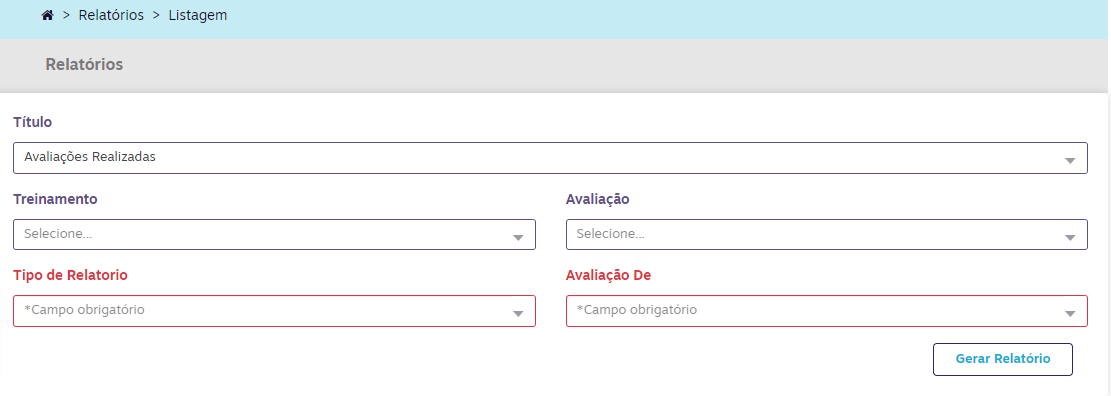 > Relatórios > Listagem
Relatórios
Título
Avaliações Realizadas
Treinamento Avaliação
Selecione... Selecione...
Tipo de Relatorio Avaliação De
*Campo obrigatório *Campo obrigatório
Gerar Relatório